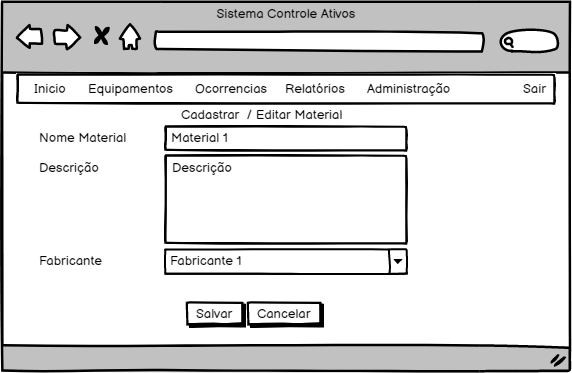 Sistema Controle Ativos
Inicio Equipamentos Ocorrencias Relatórios Administração Sair
Cadastrar / Editar Material
Nome Material Material 1
Descrição Descrição
Fabricante Fabricante 1
Salvar Cancelar